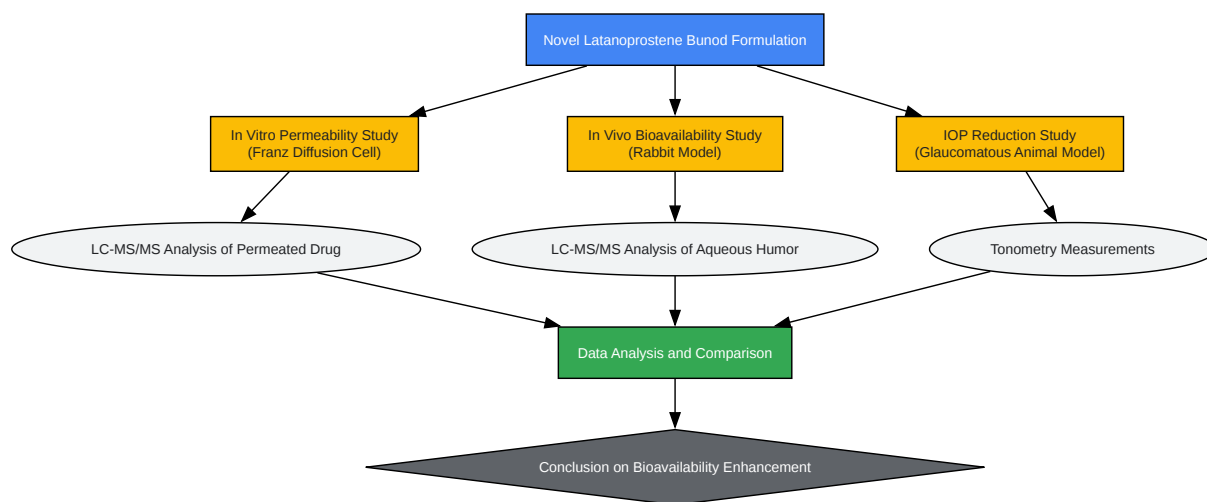 Novel Latanoprostene Bunod Formulation
In Vitro Permeability Study
(Franz Diffusion Cell)
In Vivo Bioavailability Study
(Rabbit Model)
IOP Reduction Study
(Glaucomatous Animal Model)
LC-MS/MS Analysis of Permeated Drug
LC-MS/MS Analysis of Aqueous Humor
Tonometry Measurements
Data Analysis and Comparison
Conclusion on Bioavailability Enhancement